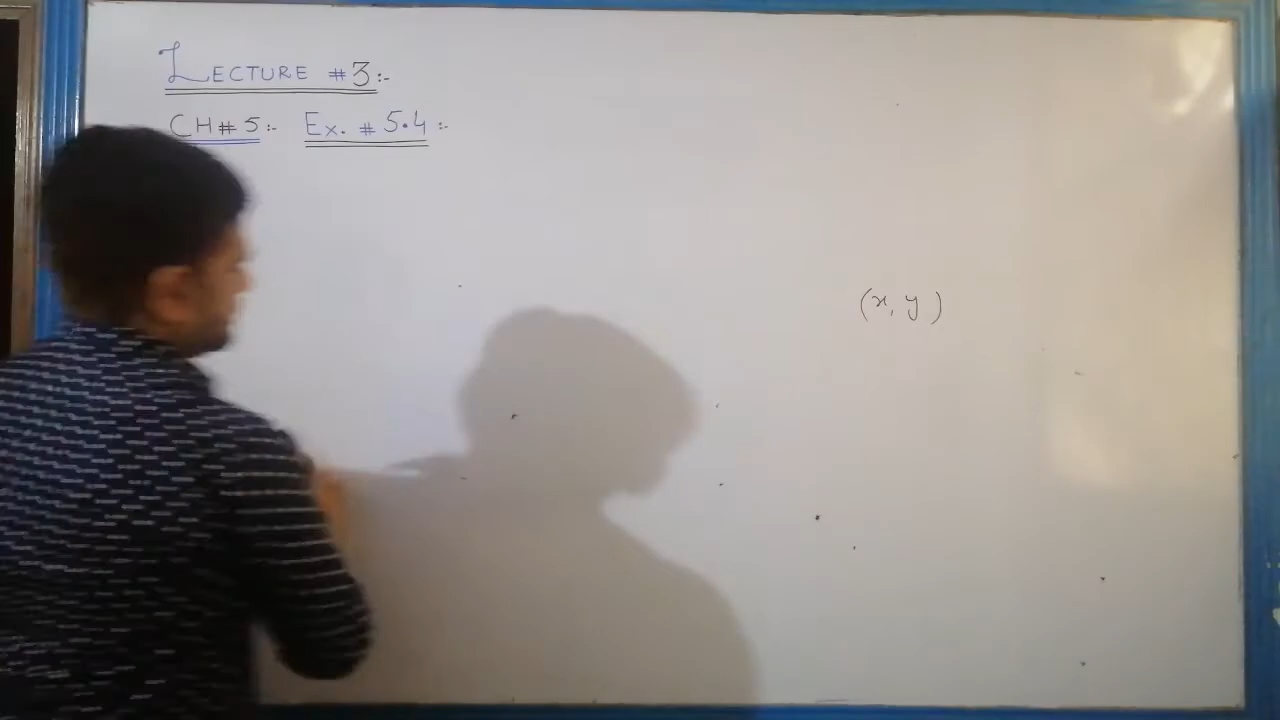 LECTURE #3:-
CH#5:- Ex. # 5.4 :-
(x, y)